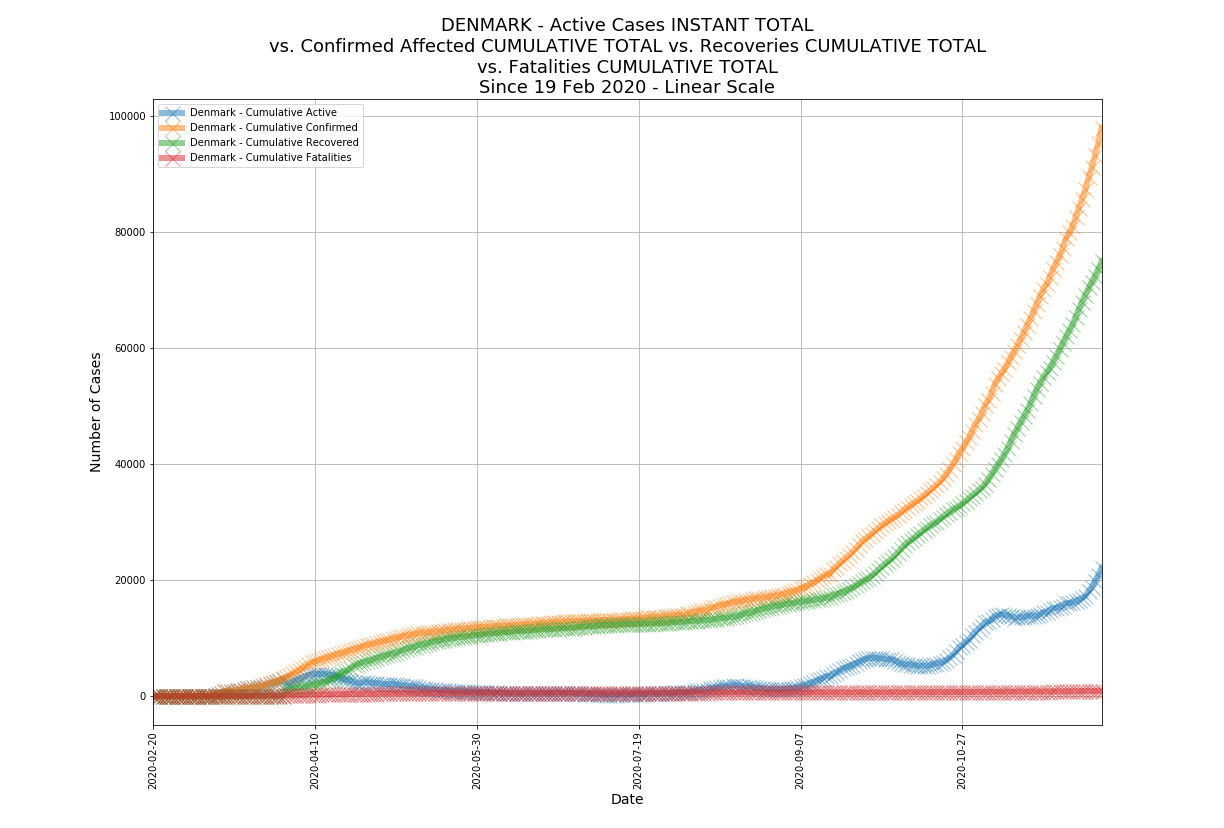 DENMARK - Active Cases INSTANT TOTAL
vs. Confirmed Affected CUMULATIVE TOTAL vs. Recoveries CUMULATIVE TOTAL
vs. Fatalities CUMULATIVE TOTAL
Since 19 Feb 2020 - Linear Scale
Denmark - Cumulative Active
Denmark - Cumulative Confirmed
Denmark - Cumulative Recovered
Denmark - Cumulative Fatalities
Number of Cases
100000
80000
60000
40000
20000
0
2020-02-20
2020-04-10
2020-05-30
2020-07-19
2020-09-07
2020-10-27
Date